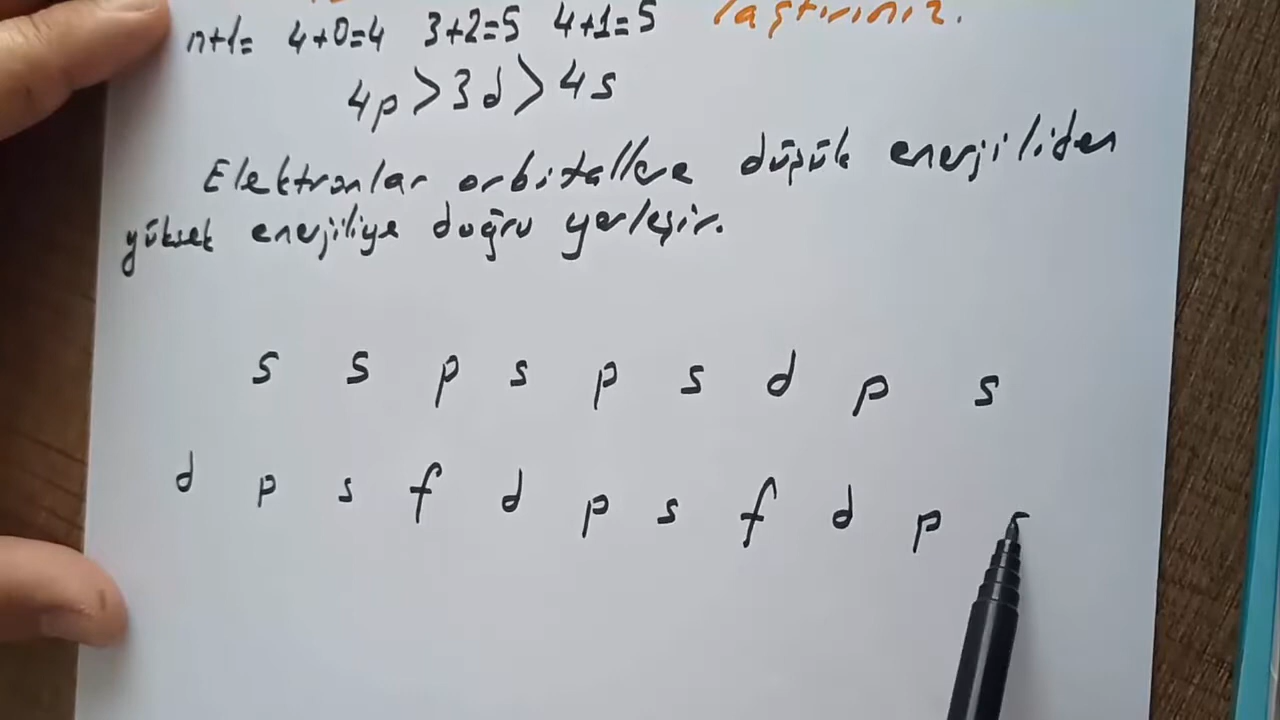 n+l= 4+0=4 3+2=5 4+1=5 laştırınız.
4p>3d>4s
Elektronlar orbitallere düşük enerjiliden
yüksek enerjiliye doğru yerleşir.
s s p s p s d p s
d p s f d p s f d p s